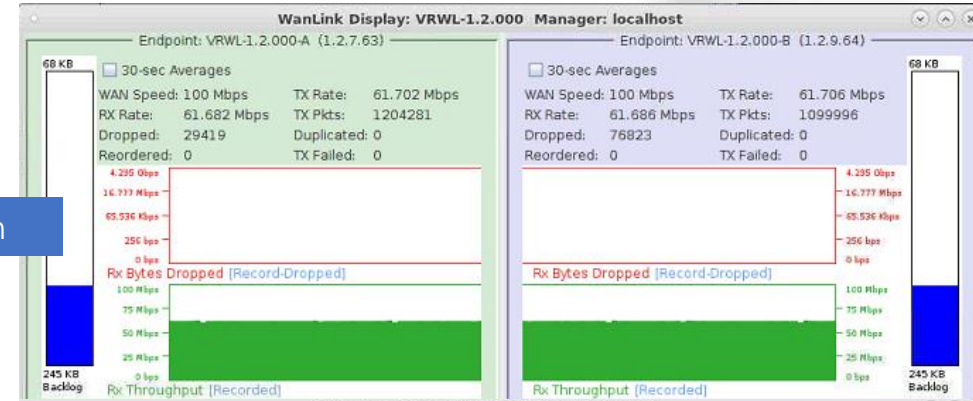 WanLink Display: VRWL-1.2.000 Manager: localhost
Endpoint: VRWL-1.2.000-A (1.2.7.63)
68 KB
30-sec Averages
WAN Speed: 100 Mbps TX Rate: 61.702 Mbps
RX Rate: 61.682 Mbps TX Pkts: 1204281
Dropped: 29419 Duplicated: 0
Reordered: 0 TX Failed: 0
4.295 Gbps
16.777 Mbps
65.536 Kbps
256 bps
0 bps
Rx Bytes Dropped [Record-Dropped]
100 Mbps
75 Mbps
50 Mbps
25 Mbps
0 bps
245 KB
Backlog
Rx Throughput [Recorded]
Endpoint: VRWL-1.2.000-B (1.2.9.64)
68 KB
30-sec Averages
WAN Speed: 100 Mbps TX Rate: 61.706 Mbps
RX Rate: 61.686 Mbps TX Pkts: 1099996
Dropped: 76823 Duplicated: 0
Reordered: 0 TX Failed: 0
4.295 Gbps
16.777 Mbps
65.536 Kbps
256 bps
0 bps
Rx Bytes Dropped [Record-Dropped]
100 Mbps
75 Mbps
50 Mbps
25 Mbps
0 bps
245 KB
Backlog
Rx Throughput [Recorded]